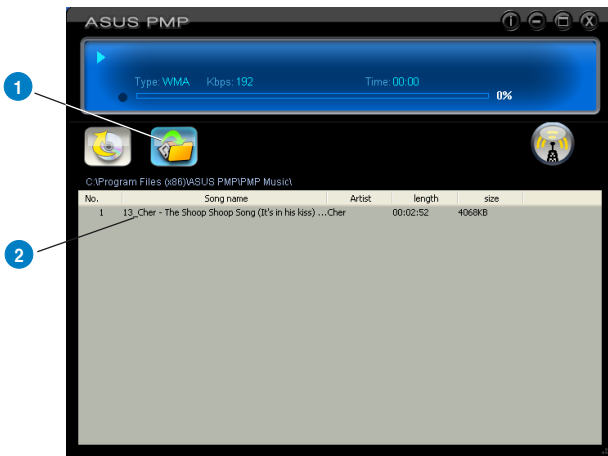 ASUS PMP
Type: WMA Kbps: 192 Time: 00:00
0%
1
C:\Program Files (x86)\ASUS PMP\PMP Music\
No. Song name Artist length size
1 13_Cher - The Shoop Shoop Song (It's in his kiss) ...Cher 00:02:52 4068KB
2